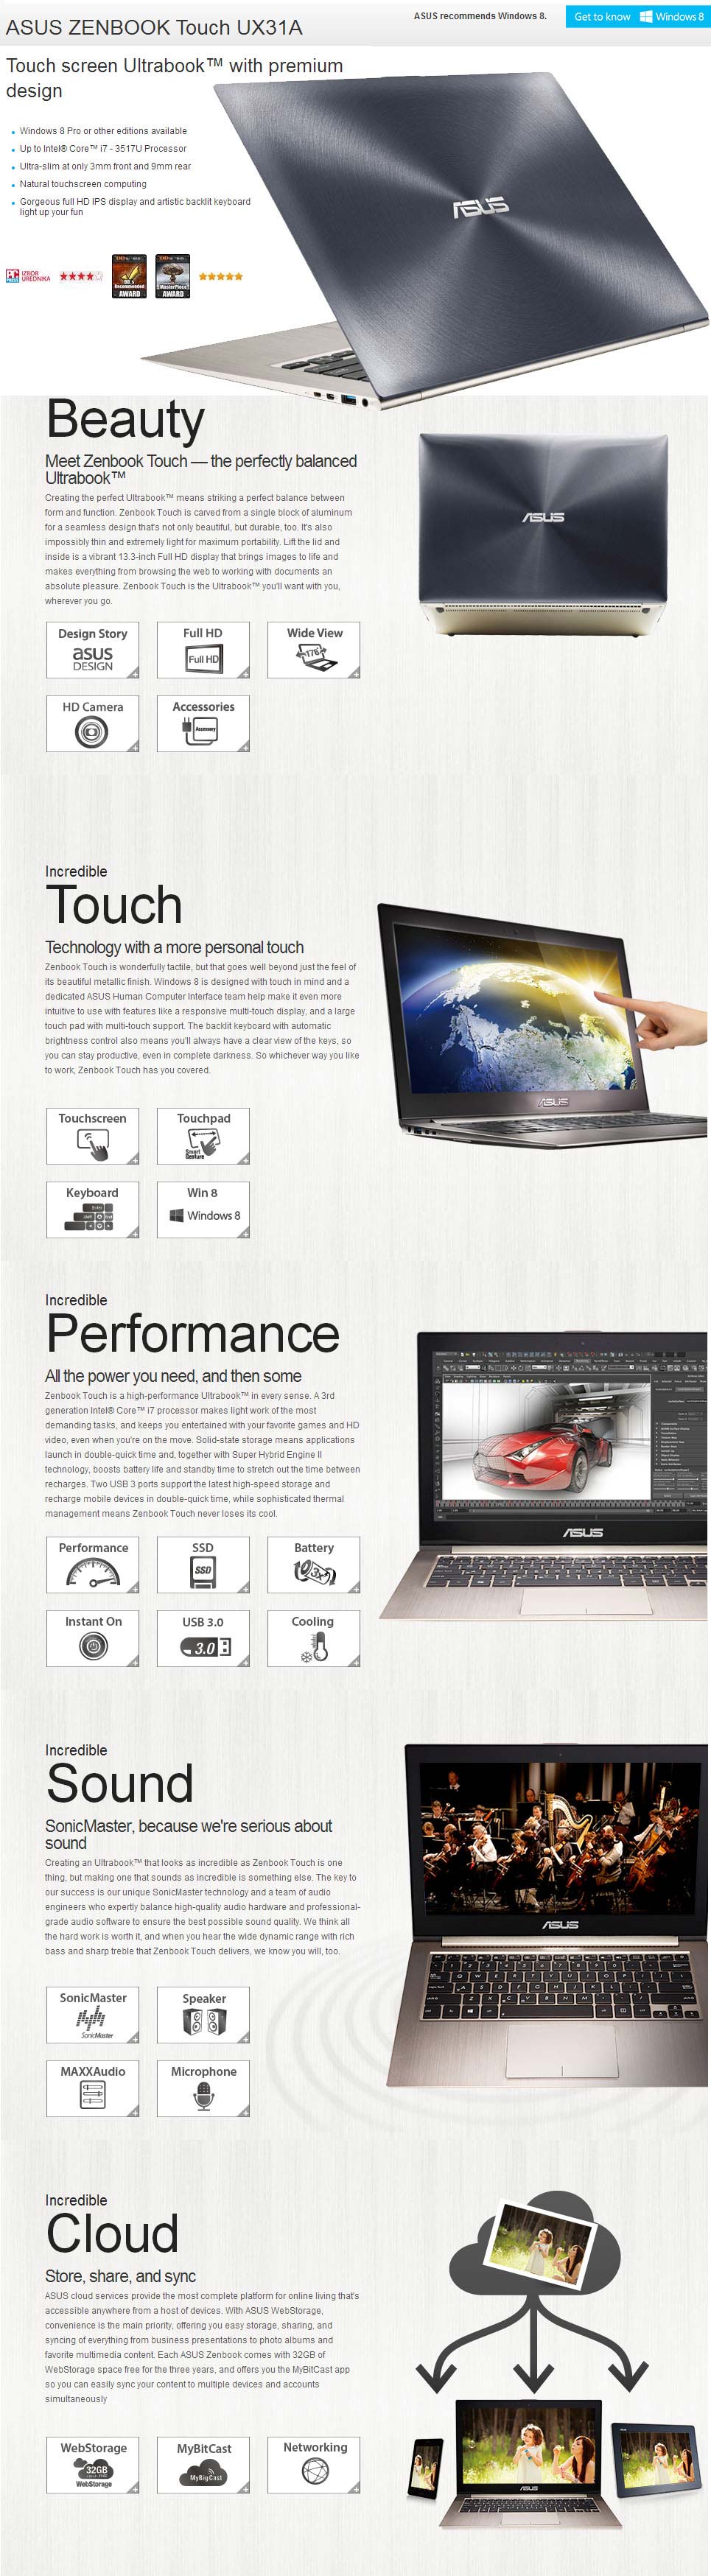 ASUS ZENBOOK Touch UX31A
ASUS recommends Windows 8.
Get to know Windows 8
Touch screen Ultrabook™ with premium
design
Windows 8 Pro or other editions available
Up to Intel® Core™ i7 - 3517U Processor
Ultra-slim at only 3mm front and 9mm rear
Natural touchscreen computing
Gorgeous full HD IPS display and artistic backlit keyboard
light up your fun
PC
IZBOR
UREDNIKA
Recommended
AWARD
MasterPiece
AWARD
ASUS
Beauty
Meet Zenbook Touch — the perfectly balanced
Ultrabook™
Creating the perfect Ultrabook™ means striking a perfect balance between
form and function. Zenbook Touch is carved from a single block of aluminum
for a seamless design that's not only beautiful, but durable, too. It's also
impossibly thin and extremely light for maximum portability. Lift the lid and
inside is a vibrant 13.3-inch Full HD display that brings images to life and
makes everything from browsing the web to working with documents an
absolute pleasure. Zenbook Touch is the Ultrabook™ you'll want with you,
wherever you go.
ASUS
Design Story
asus
DESIGN
Full HD
Full HD
Wide View
178°
HD Camera
Accessories
Accessory
Incredible
Touch
Technology with a more personal touch
Zenbook Touch is wonderfully tactile, but that goes well beyond just the feel of
its beautiful metallic finish. Windows 8 is designed with touch in mind and a
dedicated ASUS Human Computer Interface team help make it even more
intuitive to use with features like a responsive multi-touch display, and a large
touch pad with multi-touch support. The backlit keyboard with automatic
brightness control also means you'll always have a clear view of the keys, so
you can stay productive, even in complete darkness. So whichever way you like
to work, Zenbook Touch has you covered.
ASUS
Touchscreen
Touchpad
Smart
Gesture
Keyboard
Win 8
Windows 8
Incredible
Performance
All the power you need, and then some
Zenbook Touch is a high-performance Ultrabook™ in every sense. A 3rd
generation Intel® Core™ i7 processor makes light work of the most
demanding tasks, and keeps you entertained with your favorite games and HD
video, even when you're on the move. Solid-state storage means applications
launch in double-quick time and, together with Super Hybrid Engine II
technology, boosts battery life and standby time to stretch out the time between
recharges. Two USB 3 ports support the latest high-speed storage and
recharge mobile devices in double-quick time, while sophisticated thermal
management means Zenbook Touch never loses its cool.
ASUS
Performance
SSD
SSD
Battery
3x
Instant On
USB 3.0
3.0
Cooling
Incredible
Sound
SonicMaster, because we're serious about
sound
Creating an Ultrabook™ that looks as incredible as Zenbook Touch is one
thing, but making one that sounds as incredible is something else. The key to
our success is our unique SonicMaster technology and a team of audio
engineers who expertly balance high-quality audio hardware and professional-
grade audio software to ensure the best possible sound quality. We think all
the hard work is worth it, and when you hear the wide dynamic range with rich
bass and sharp treble that Zenbook Touch delivers, we know you will, too.
ASUS
SonicMaster
SonicMaster
Speaker
MAXXAudio
Microphone
Incredible
Cloud
Store, share, and sync
ASUS cloud services provide the most complete platform for online living that's
accessible anywhere from a host of devices. With ASUS WebStorage,
convenience is the main priority, offering you easy storage, sharing, and
syncing of everything from business presentations to photo albums and
favorite multimedia content. Each ASUS Zenbook comes with 32GB of
WebStorage space free for the three years, and offers you the MyBitCast app
so you can easily sync your content to multiple devices and accounts
simultaneously
WebStorage
32GB
WebStorage
MyBitCast
MyBigCast
Networking
ASUS